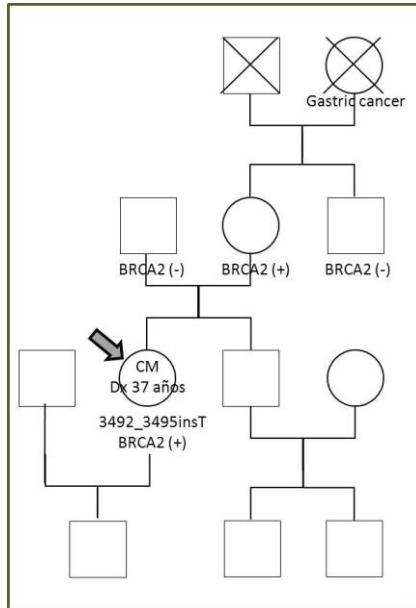 Gastric cancer
BRCA2 (-)
BRCA2 (+)
BRCA2 (-)
CM
Dx 37 años
3492_3495insT
BRCA2 (+)